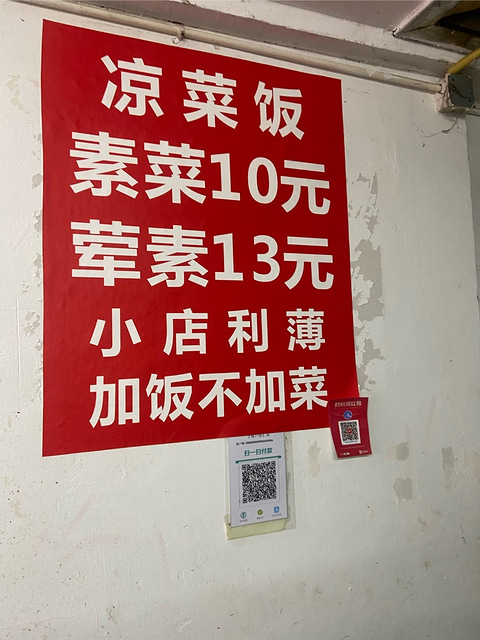 凉菜饭
素菜10元
荤素13元
小店利薄
加饭不加菜
扫一扫付款